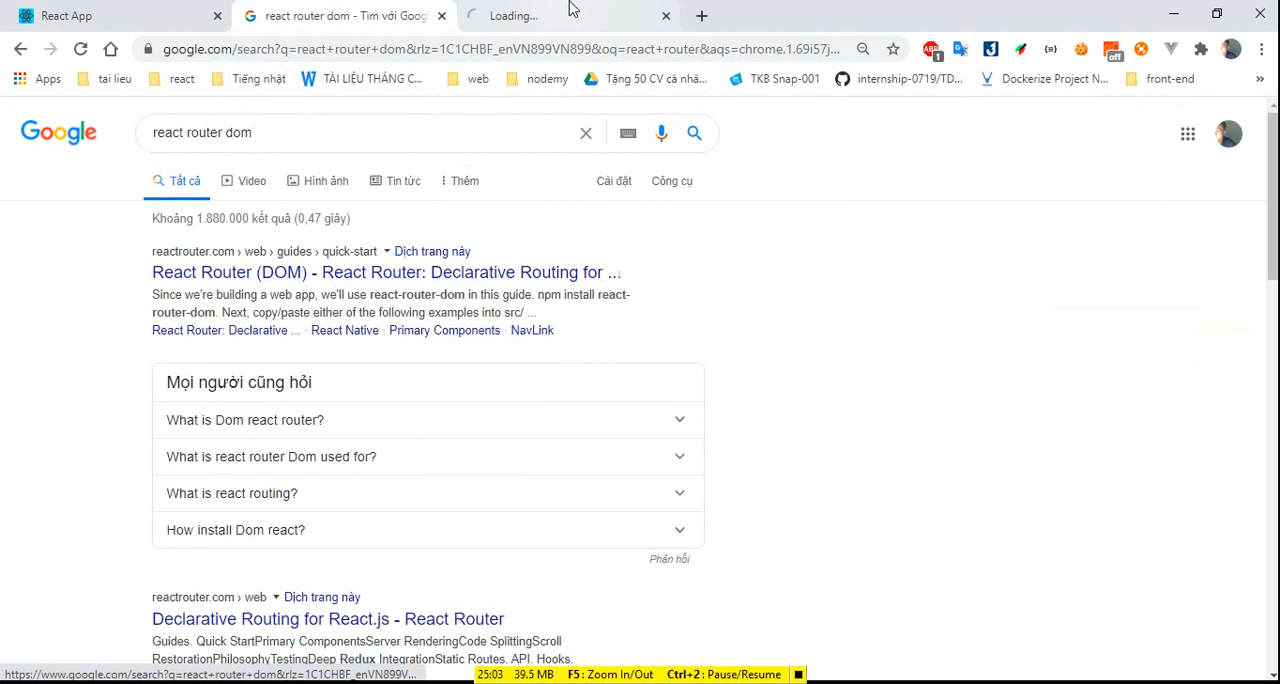 React App
react router dom - Tìm với Goog
Loading...
google.com/search?q=react+router+dom&rlz=1C1CHBF_enVN899VN899&oq=react+router&aqs=chrome.1.69i57j...
ABP
1
off
Apps
tai lieu
react
Tiếng nhật
TÀI LIỆU THÁNG C...
web
nodemy
Tặng 50 CV cá nhâ...
TKB Snap-001
internship-0719/TD...
Dockerize Project N...
front-end
»
Google
react router dom
Tất cả
Video
Hình ảnh
Tin tức
Thêm
Cài đặt
Công cụ
Khoảng 1.880.000 kết quả (0,47 giây)
reactrouter.com › web › guides › quick-start
Dịch trang này
React Router (DOM) - React Router: Declarative Routing for ...
Since we're building a web app, we'll use react-router-dom in this guide. npm install react-
router-dom. Next, copy/paste either of the following examples into src/ ...
React Router: Declarative ... · React Native · Primary Components · NavLink
Mọi người cũng hỏi
What is Dom react router?
What is react router Dom used for?
What is react routing?
How install Dom react?
Phản hồi
reactrouter.com › web
Dịch trang này
Declarative Routing for React.js - React Router
Guides. Quick StartPrimary ComponentsServer RenderingCode SplittingScroll
RestorationPhilosophyTestingDeep Redux IntegrationStatic Routes. API. Hooks.
https://www.google.com/search?q=react+router+dom&rlz=1C1CHBF_enVN899V...
25:03 39.5 MB F5: Zoom In/Out Ctrl+2: Pause/Resume